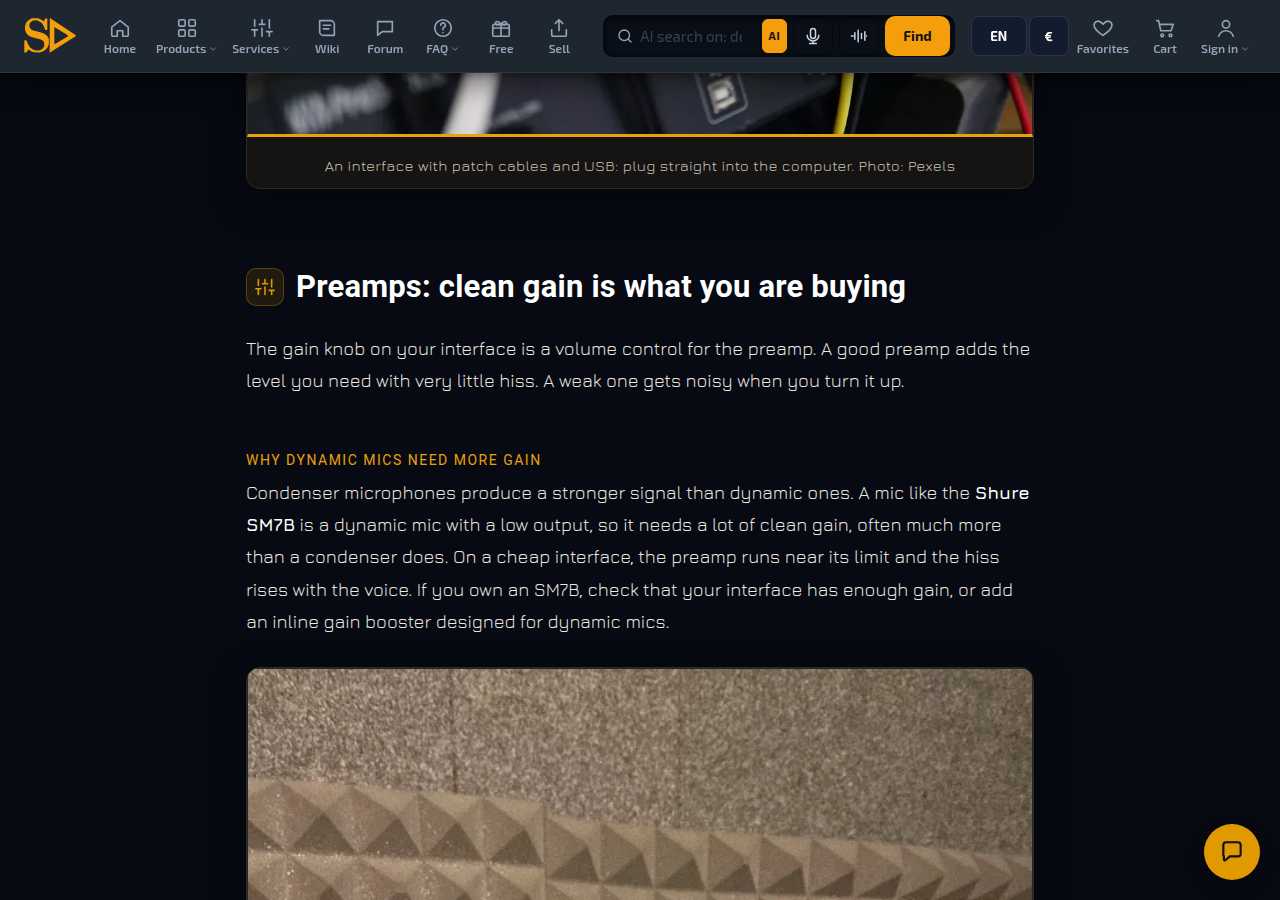 SD
Home
Products
Services
Wiki
Forum
FAQ
Free
Sell
AI search on: de
AI
Find
EN
€
Favorites
Cart
Sign in
An interface with patch cables and USB: plug straight into the computer. Photo: Pexels
Preamps: clean gain is what you are buying
The gain knob on your interface is a volume control for the preamp. A good preamp adds the
level you need with very little hiss. A weak one gets noisy when you turn it up.
WHY DYNAMIC MICS NEED MORE GAIN
Condenser microphones produce a stronger signal than dynamic ones. A mic like the Shure
SM7B is a dynamic mic with a low output, so it needs a lot of clean gain, often much more
than a condenser does. On a cheap interface, the preamp runs near its limit and the hiss
rises with the voice. If you own an SM7B, check that your interface has enough gain, or add
an inline gain booster designed for dynamic mics.